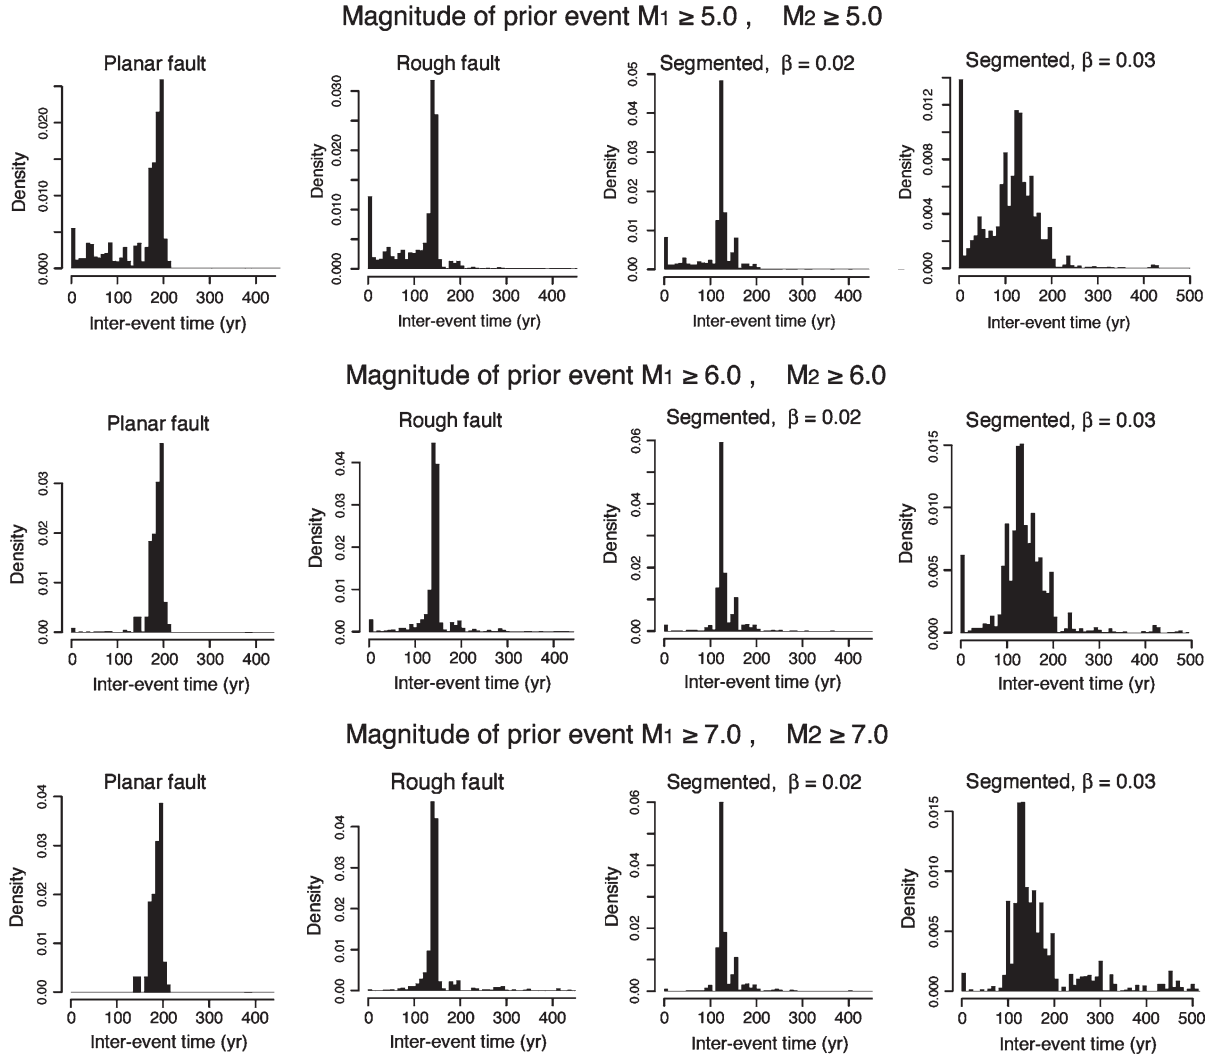 Magnitude of prior event M1 ≥ 5.0 , M2 ≥ 5.0
Planar fault
Rough fault
Segmented, β = 0.02
Segmented, β = 0.03
Density
0.000 0.010 0.020
0 100 200 300 400
Inter-event time (yr)
Density
0.000 0.010 0.020 0.030
0 100 200 300 400
Inter-event time (yr)
Density
0.00 0.01 0.02 0.03 0.04 0.05
0 100 200 300 400
Inter-event time (yr)
Density
0.000 0.004 0.008 0.012
0 100 200 300 400 500
Inter-event time (yr)
Magnitude of prior event M1 ≥ 6.0 , M2 ≥ 6.0
Planar fault
Rough fault
Segmented, β = 0.02
Segmented, β = 0.03
Density
0.00 0.01 0.02 0.03
0 100 200 300 400
Inter-event time (yr)
Density
0.00 0.01 0.02 0.03 0.04
0 100 200 300 400
Inter-event time (yr)
Density
0.00 0.02 0.04 0.06
0 100 200 300 400
Inter-event time (yr)
Density
0.000 0.005 0.010 0.015
0 100 200 300 400 500
Inter-event time (yr)
Magnitude of prior event M1 ≥ 7.0 , M2 ≥ 7.0
Planar fault
Rough fault
Segmented, β = 0.02
Segmented, β = 0.03
Density
0.00 0.01 0.02 0.03 0.04
0 100 200 300 400
Inter-event time (yr)
Density
0.00 0.01 0.02 0.03 0.04
0 100 200 300 400
Inter-event time (yr)
Density
0.00 0.02 0.04 0.06
0 100 200 300 400
Inter-event time (yr)
Density
0.000 0.005 0.010 0.015
0 100 200 300 400 500
Inter-event time (yr)